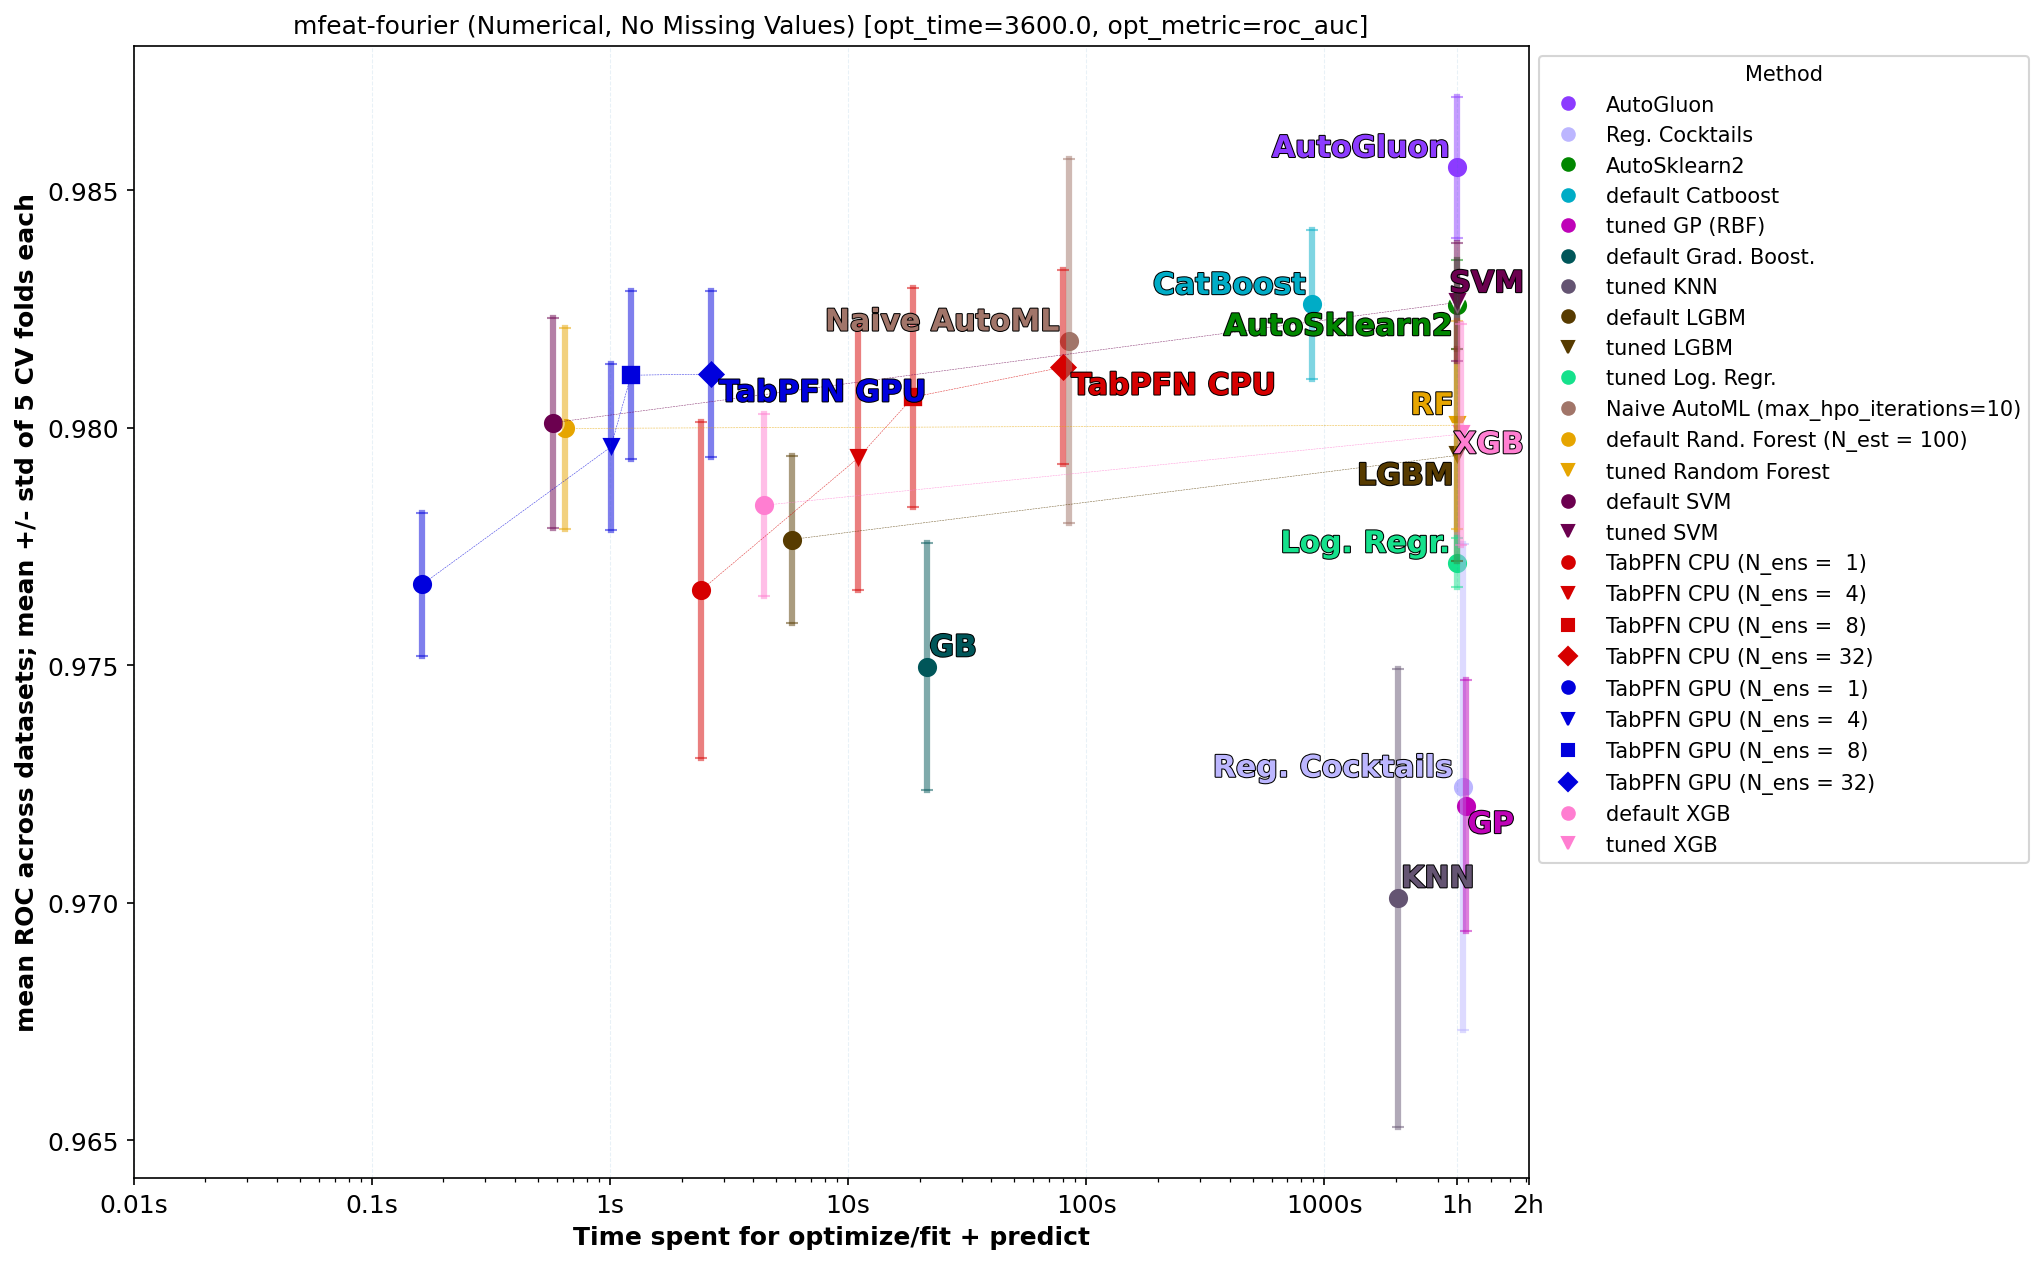 mfeat-fourier (Numerical, No Missing Values) [opt_time=3600.0, opt_metric=roc_auc]
mean ROC across datasets; mean +/- std of 5 CV folds each
0.985
0.980
0.975
0.970
0.965
AutoGluon
SVM
CatBoost
Naive AutoML
AutoSklearn2
TabPFN CPU
TabPFN GPU
RF
XGB
LGBM
Log. Regr.
GB
Reg. Cocktails
GP
KNN
0.01s
0.1s
1s
10s
100s
1000s
1h
2h
Time spent for optimize/fit + predict
Method
AutoGluon
Reg. Cocktails
AutoSklearn2
default Catboost
tuned GP (RBF)
default Grad. Boost.
tuned KNN
default LGBM
tuned LGBM
tuned Log. Regr.
Naive AutoML (max_hpo_iterations=10)
default Rand. Forest (N_est = 100)
tuned Random Forest
default SVM
tuned SVM
TabPFN CPU (N_ens =  1)
TabPFN CPU (N_ens =  4)
TabPFN CPU (N_ens =  8)
TabPFN CPU (N_ens = 32)
TabPFN GPU (N_ens =  1)
TabPFN GPU (N_ens =  4)
TabPFN GPU (N_ens =  8)
TabPFN GPU (N_ens = 32)
default XGB
tuned XGB